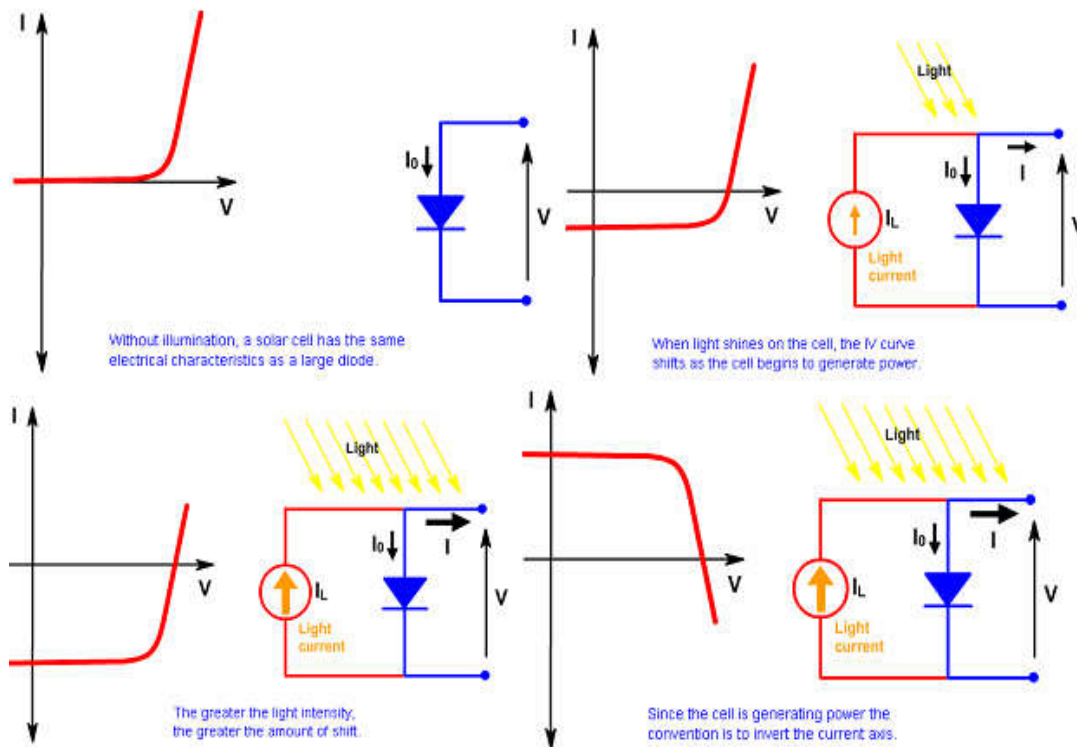 I
V
I₀
V
Without illumination, a solar cell has the same
electrical characteristics as a large diode.
I
V
Light
I₀
I
I_L
Light
current
V
When light shines on the cell, the IV curve
shifts as the cell begins to generate power.
I
V
Light
I₀
I
I_L
Light
current
V
The greater the light intensity,
the greater the amount of shift.
I
V
Light
I₀
I
I_L
Light
current
V
Since the cell is generating power the
convention is to invert the current axis.